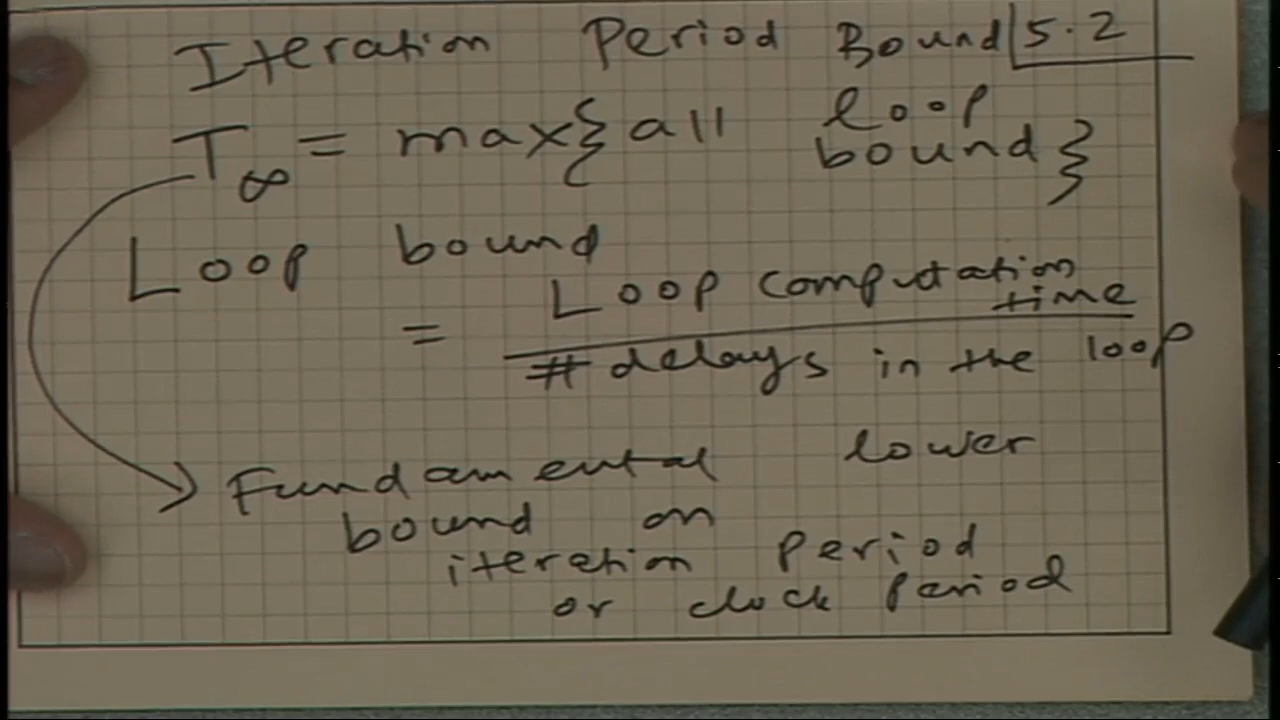 Iteration Period Bound 5.2
T∞ = max{all loop
bound}
Loop bound
= Loop computation
time
# delays in the loop
Fundamental lower
bound on
iteration period
or clock period